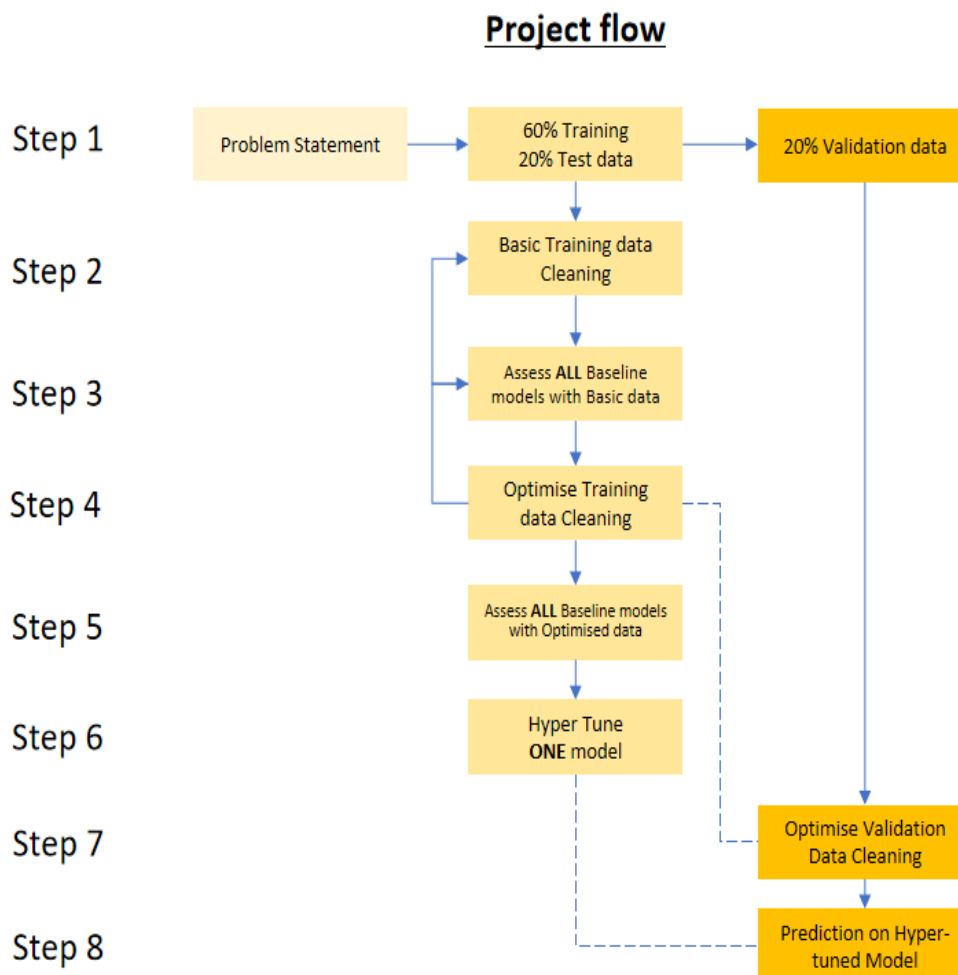 Project flow
Step 1
Problem Statement
60% Training
20% Test data
20% Validation data
Step 2
Basic Training data
Cleaning
Step 3
Assess ALL Baseline
models with Basic data
Step 4
Optimise Training
data Cleaning
Step 5
Assess ALL Baseline models
with Optimised data
Step 6
Hyper Tune
ONE model
Step 7
Optimise Validation
Data Cleaning
Step 8
Prediction on Hyper-
tuned Model